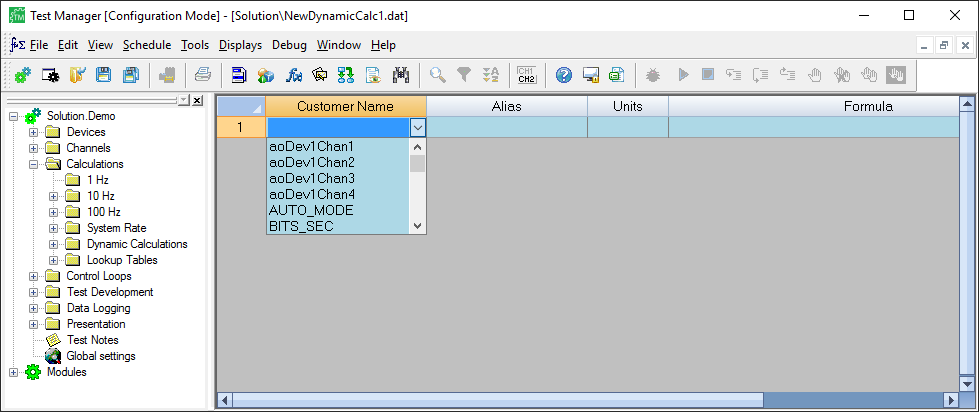 Test Manager [Configuration Mode] - [Solution\NewDynamicCalc1.dat]
File Edit View Schedule Tools Displays Debug Window Help
CH1
CH2
Solution.Demo
Devices
Channels
Calculations
1 Hz
10 Hz
100 Hz
System Rate
Dynamic Calculations
Lookup Tables
Control Loops
Test Development
Data Logging
Presentation
Test Notes
Global settings
Modules
Customer Name Alias Units Formula
1
aoDev1Chan1
aoDev1Chan2
aoDev1Chan3
aoDev1Chan4
AUTO_MODE
BITS_SEC